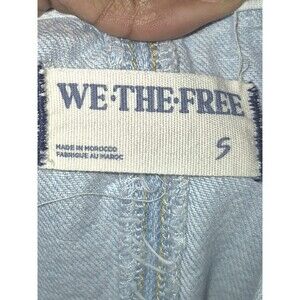 WE·THE·FREE
MADE IN MOROCCO
FABRIQUE AU MAROC
S